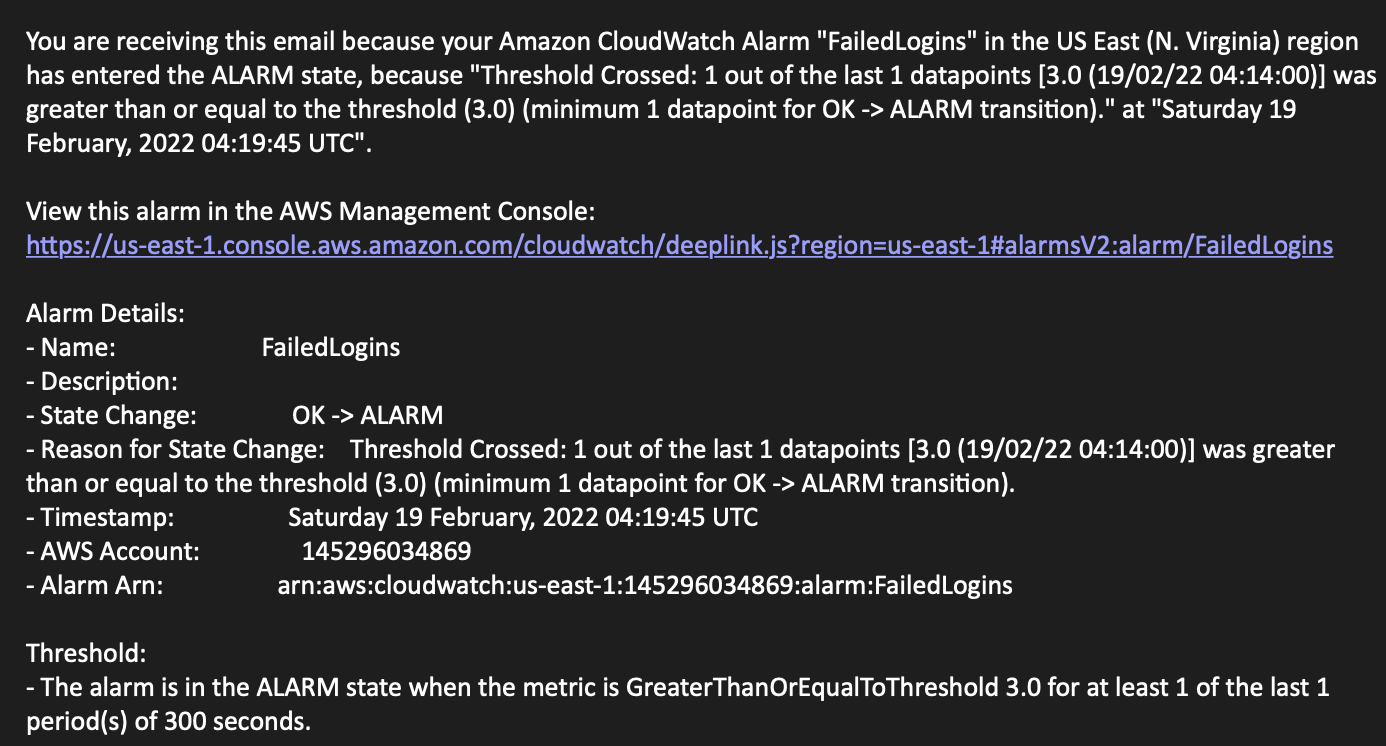 You are receiving this email because your Amazon CloudWatch Alarm "FailedLogins" in the US East (N. Virginia) region
has entered the ALARM state, because "Threshold Crossed: 1 out of the last 1 datapoints [3.0 (19/02/22 04:14:00)] was
greater than or equal to the threshold (3.0) (minimum 1 datapoint for OK -> ALARM transition)." at "Saturday 19
February, 2022 04:19:45 UTC".
View this alarm in the AWS Management Console:
https://us-east-1.console.aws.amazon.com/cloudwatch/deeplink.js?region=us-east-1#alarmsV2:alarm/FailedLogins
Alarm Details:
- Name: FailedLogins
- Description:
- State Change: OK -> ALARM
- Reason for State Change: Threshold Crossed: 1 out of the last 1 datapoints [3.0 (19/02/22 04:14:00)] was greater
than or equal to the threshold (3.0) (minimum 1 datapoint for OK -> ALARM transition).
- Timestamp: Saturday 19 February, 2022 04:19:45 UTC
- AWS Account: 145296034869
- Alarm Arn: arn:aws:cloudwatch:us-east-1:145296034869:alarm:FailedLogins
Threshold:
- The alarm is in the ALARM state when the metric is GreaterThanOrEqualToThreshold 3.0 for at least 1 of the last 1
period(s) of 300 seconds.